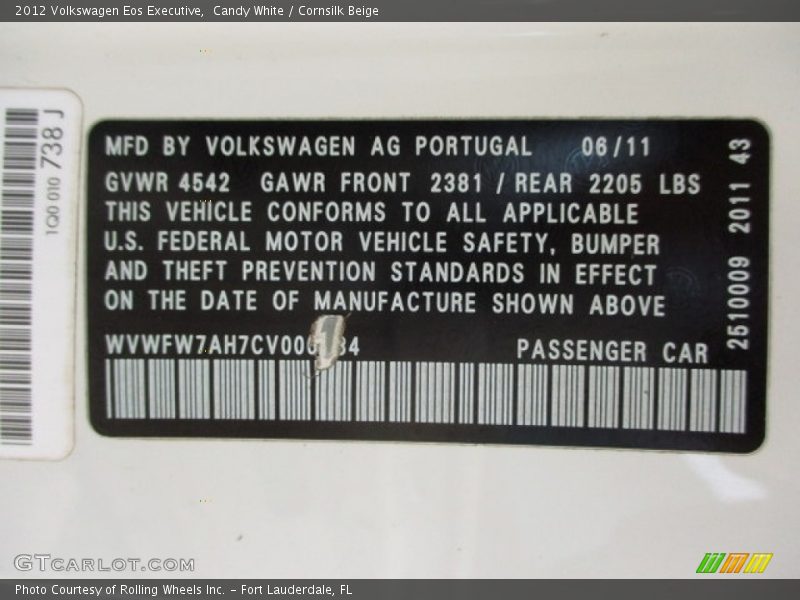 2012 Volkswagen Eos Executive, Candy White / Cornsilk Beige
1Q0 010 738 J
MFD BY VOLKSWAGEN AG PORTUGAL 06/11
GVWR 4542 GAWR FRONT 2381 / REAR 2205 LBS
THIS VEHICLE CONFORMS TO ALL APPLICABLE
U.S. FEDERAL MOTOR VEHICLE SAFETY, BUMPER
AND THEFT PREVENTION STANDARDS IN EFFECT
ON THE DATE OF MANUFACTURE SHOWN ABOVE
PASSENGER CAR
2510009 2011 43
GTCARLOT.COM
Photo Courtesy of Rolling Wheels Inc. - Fort Lauderdale, FL